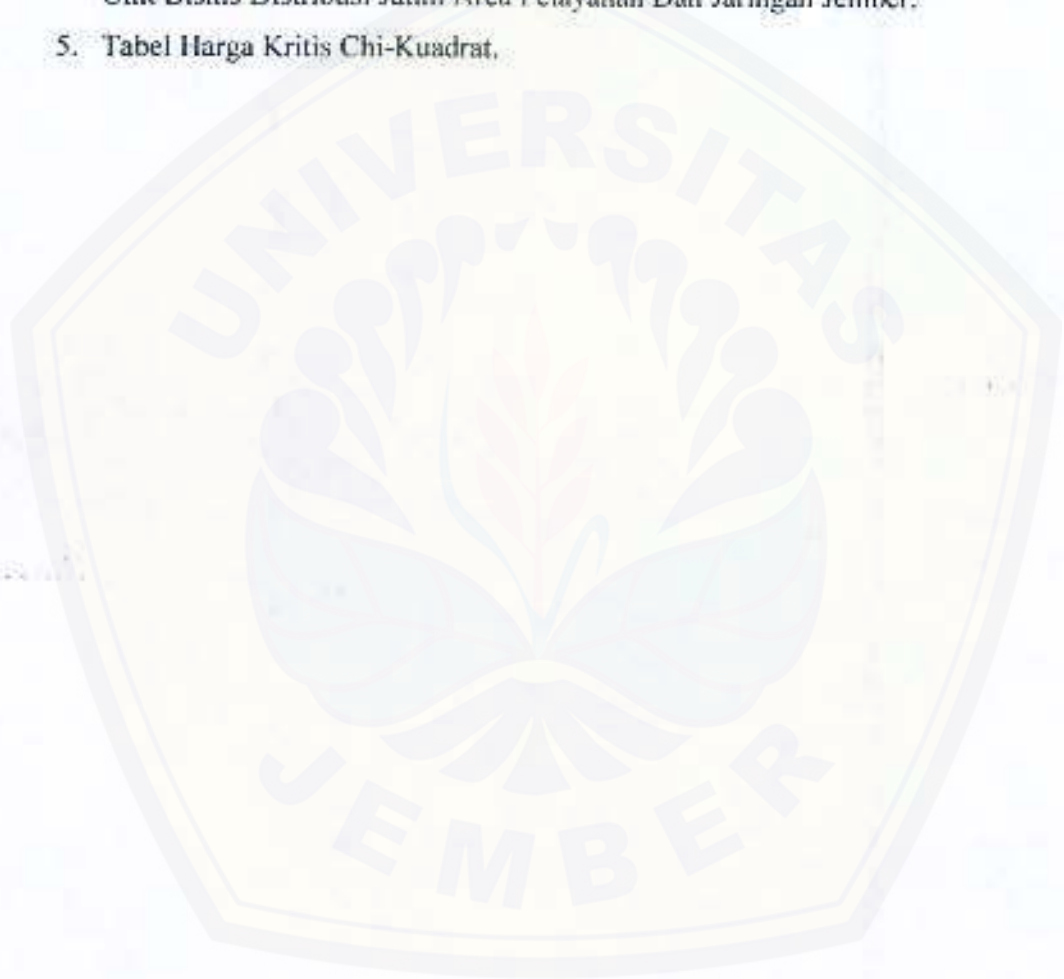 Unit Bisnis Distribusi Jatim Area Pelayanan Dan Jaringan Jember.
5. Tabel Harga Kritis Chi-Kuadrat.
UNIVERSITAS
JEMBER